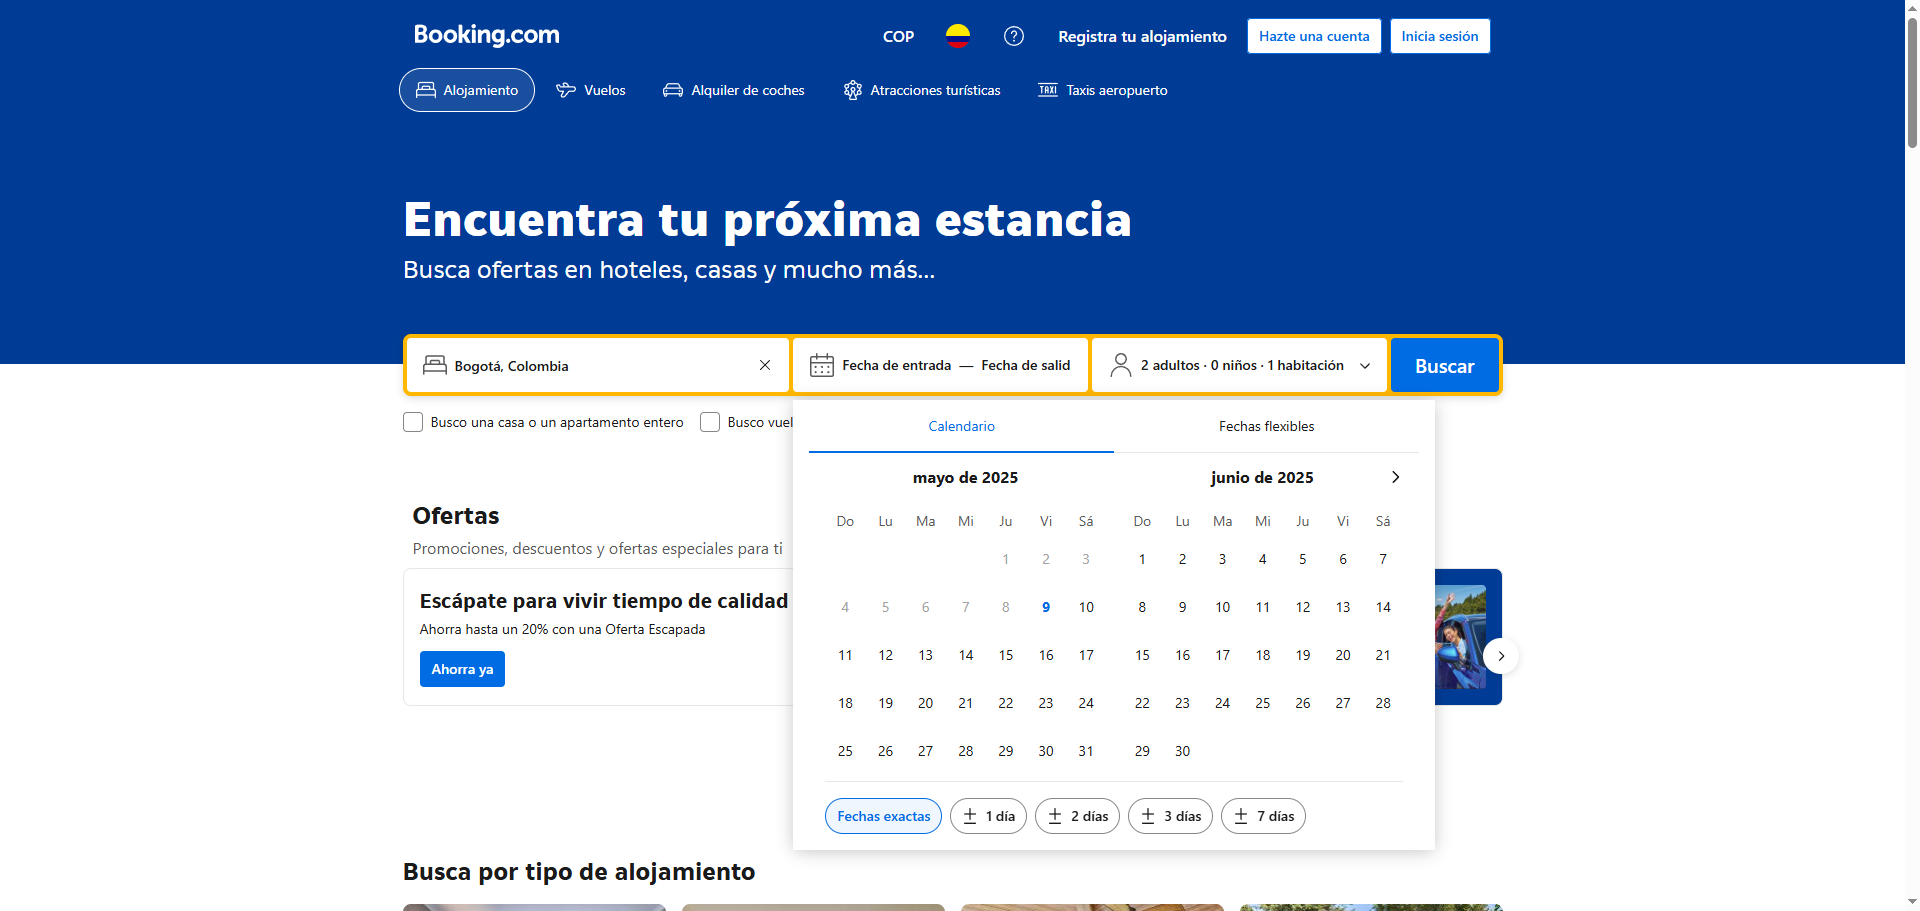 Booking.com
COP
Registra tu alojamiento
Hazte una cuenta
Inicia sesión
Alojamiento
Vuelos
Alquiler de coches
Atracciones turísticas
TAXI
Taxis aeropuerto
Encuentra tu próxima estancia
Busca ofertas en hoteles, casas y mucho más...
Bogotá, Colombia
Fecha de entrada — Fecha de salid
2 adultos · 0 niños · 1 habitación
Buscar
Busco una casa o un apartamento entero
Busco vuel
Calendario
Fechas flexibles
mayo de 2025
Do Lu Ma Mi Ju Vi Sá
1 2 3
4 5 6 7 8 9 10
11 12 13 14 15 16 17
18 19 20 21 22 23 24
25 26 27 28 29 30 31
junio de 2025
Do Lu Ma Mi Ju Vi Sá
1 2 3 4 5 6 7
8 9 10 11 12 13 14
15 16 17 18 19 20 21
22 23 24 25 26 27 28
29 30
Fechas exactas
± 1 día
± 2 días
± 3 días
± 7 días
Ofertas
Promociones, descuentos y ofertas especiales para ti
Escápate para vivir tiempo de calidad
Ahorra hasta un 20% con una Oferta Escapada
Ahorra ya
Busca por tipo de alojamiento